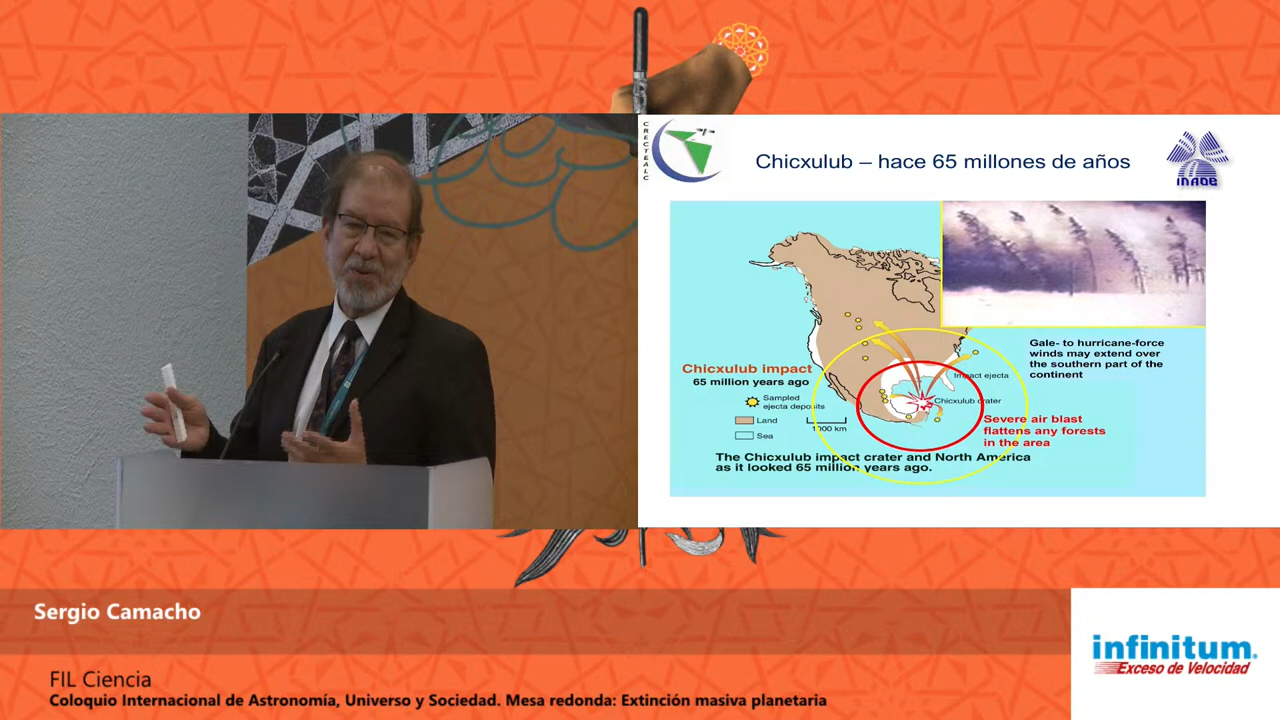 CRECTEALC
Chicxulub – hace 65 millones de años
INAOE
Gale- to hurricane-force
winds may extend over
the southern part of the
continent
Chicxulub impact
65 million years ago
Sampled
ejecta deposits
Land
Sea
1000 km
Impact ejecta
Chicxulub crater
Severe air blast
flattens any forests
in the area
The Chicxulub impact crater and North America
as it looked 65 million years ago.
Sergio Camacho
FIL Ciencia
Coloquio Internacional de Astronomía, Universo y Sociedad. Mesa redonda: Extinción masiva planetaria
infinitum.
Exceso de Velocidad